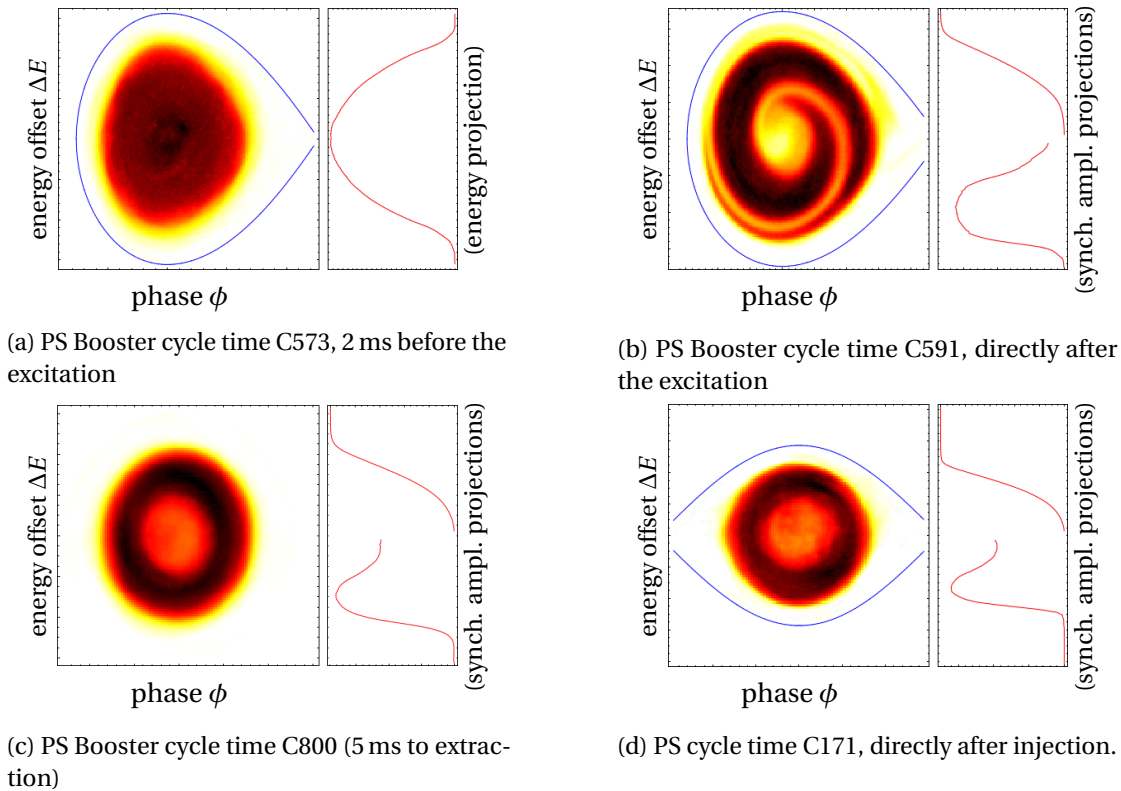 energy offset ΔE
(energy projection)
phase ϕ
(a) PS Booster cycle time C573, 2 ms before the
excitation
energy offset ΔE
(synch. ampl. projections)
phase ϕ
(b) PS Booster cycle time C591, directly after
the excitation
energy offset ΔE
(synch. ampl. projections)
phase ϕ
(c) PS Booster cycle time C800 (5 ms to extrac-
tion)
energy offset ΔE
(synch. ampl. projections)
phase ϕ
(d) PS cycle time C171, directly after injection.